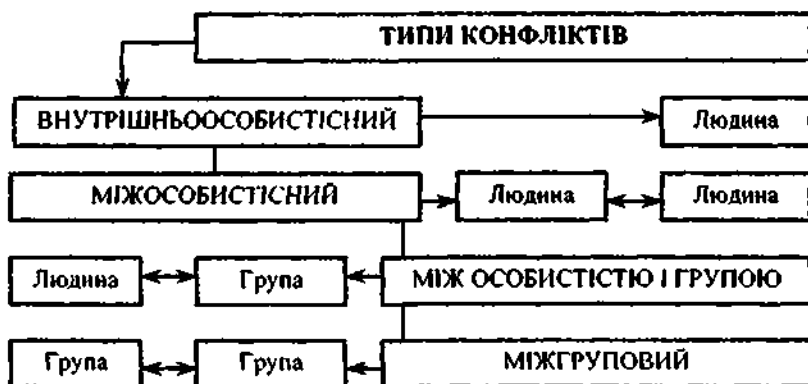 ТИПИ КОНФЛІКТІВ
ВНУТРІШНЬООСОБИСТІСНИЙ Людина
МІЖОСОБИСТІСНИЙ Людина Людина
Людина Група МІЖ ОСОБИСТІСТЮ І ГРУПОЮ
Група Група МІЖГРУПОВИЙ